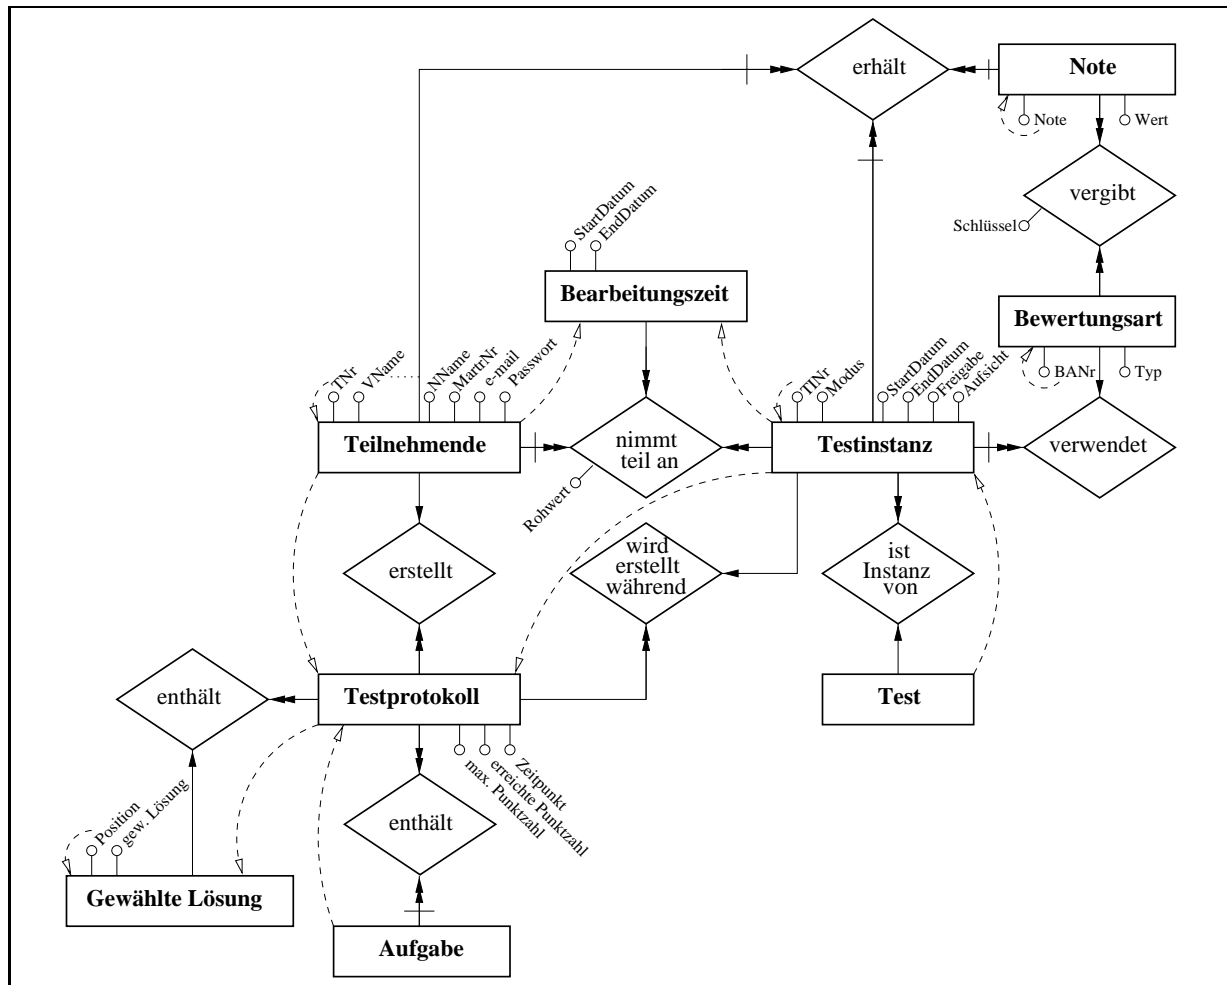 erhält
Note
Note
Wert
vergibt
Schlüssel
StartDatum
EndDatum
Bearbeitungszeit
Bewertungsart
BANr
Typ
TNr
VName
NName
MartrNr
e-mail
Passwort
TINr
Modus
StartDatum
EndDatum
Freigabe
Aufsicht
Teilnehmende
nimmt
teil an
Rohwert
Testinstanz
verwendet
erstellt
wird
erstellt
während
ist
Instanz
von
enthält
Testprotokoll
Test
max. Punktzahl
erreichte Punktzahl
Zeitpunkt
Position
gew. Lösung
enthält
Gewählte Lösung
Aufgabe